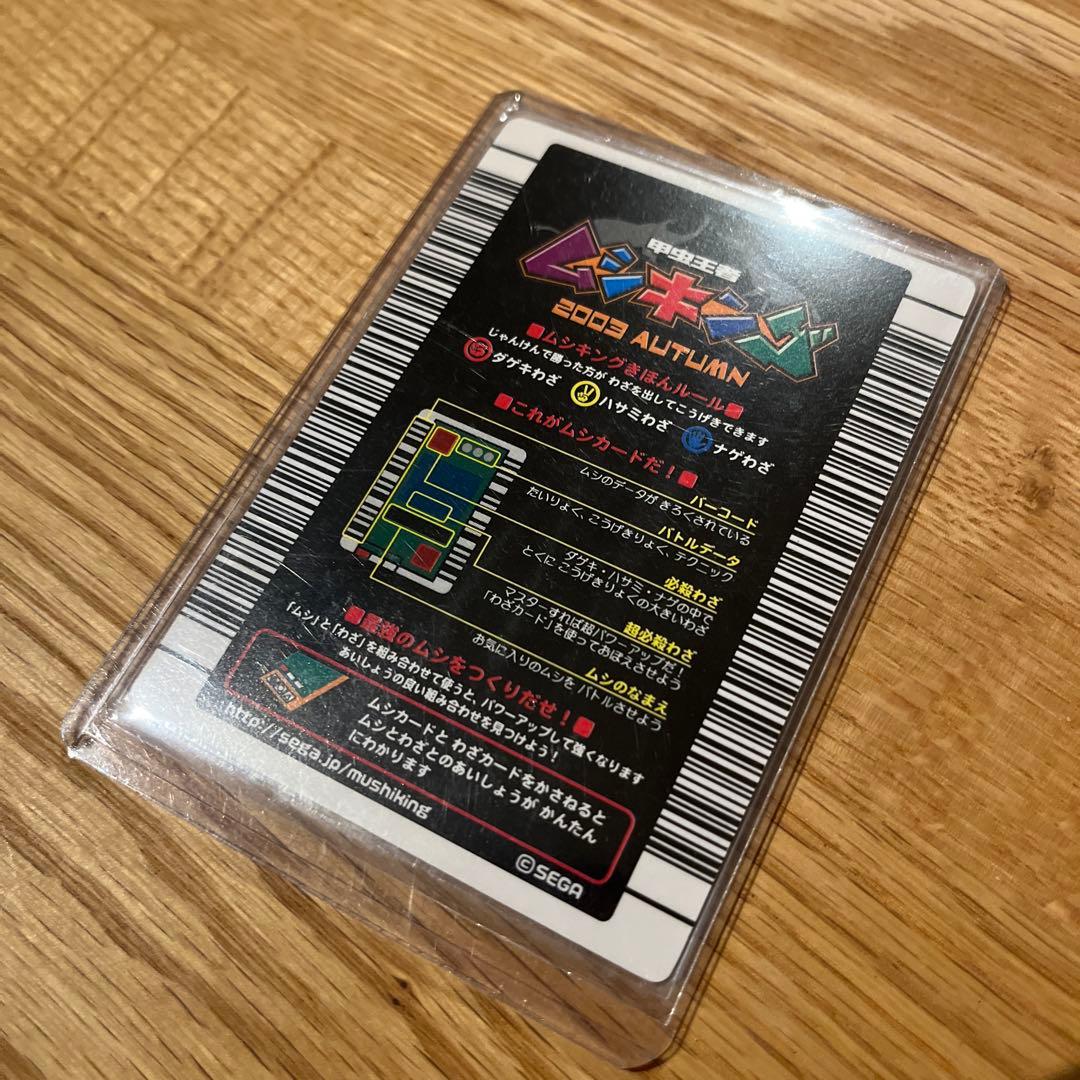 甲虫王者
ムシキング
2003 AUTUMN
■ムシキングきほんルール■
じゃんけんで勝った方が わざを出してこうげきできます
ダゲキわざ ハサミわざ ナゲわざ
■これがムシカードだ！■
バーコード
ムシのデータが きろくされている
バトルデータ
たいりょく、こうげきりょく、テクニック
必殺わざ
ダゲキ・ハサミ・ナゲの中で
とくに こうげきりょくの大きいわざ
超必殺わざ
マスターすれば超パワーアップだ！
「わざカード」を使っておぼえさせよう
ムシのなまえ
お気に入りのムシを バトルさせよう
■最強のムシをつくりだせ！■
「ムシ」と「わざ」を組み合わせて使うと、パワーアップして強くなります
あいしょうの良い組み合わせを見つけよう！
ムシカードと わざカードをかさねると
ムシとわざとのあいしょうが かんたん
にわかります
http://sega.jp/mushiking
©SEGA